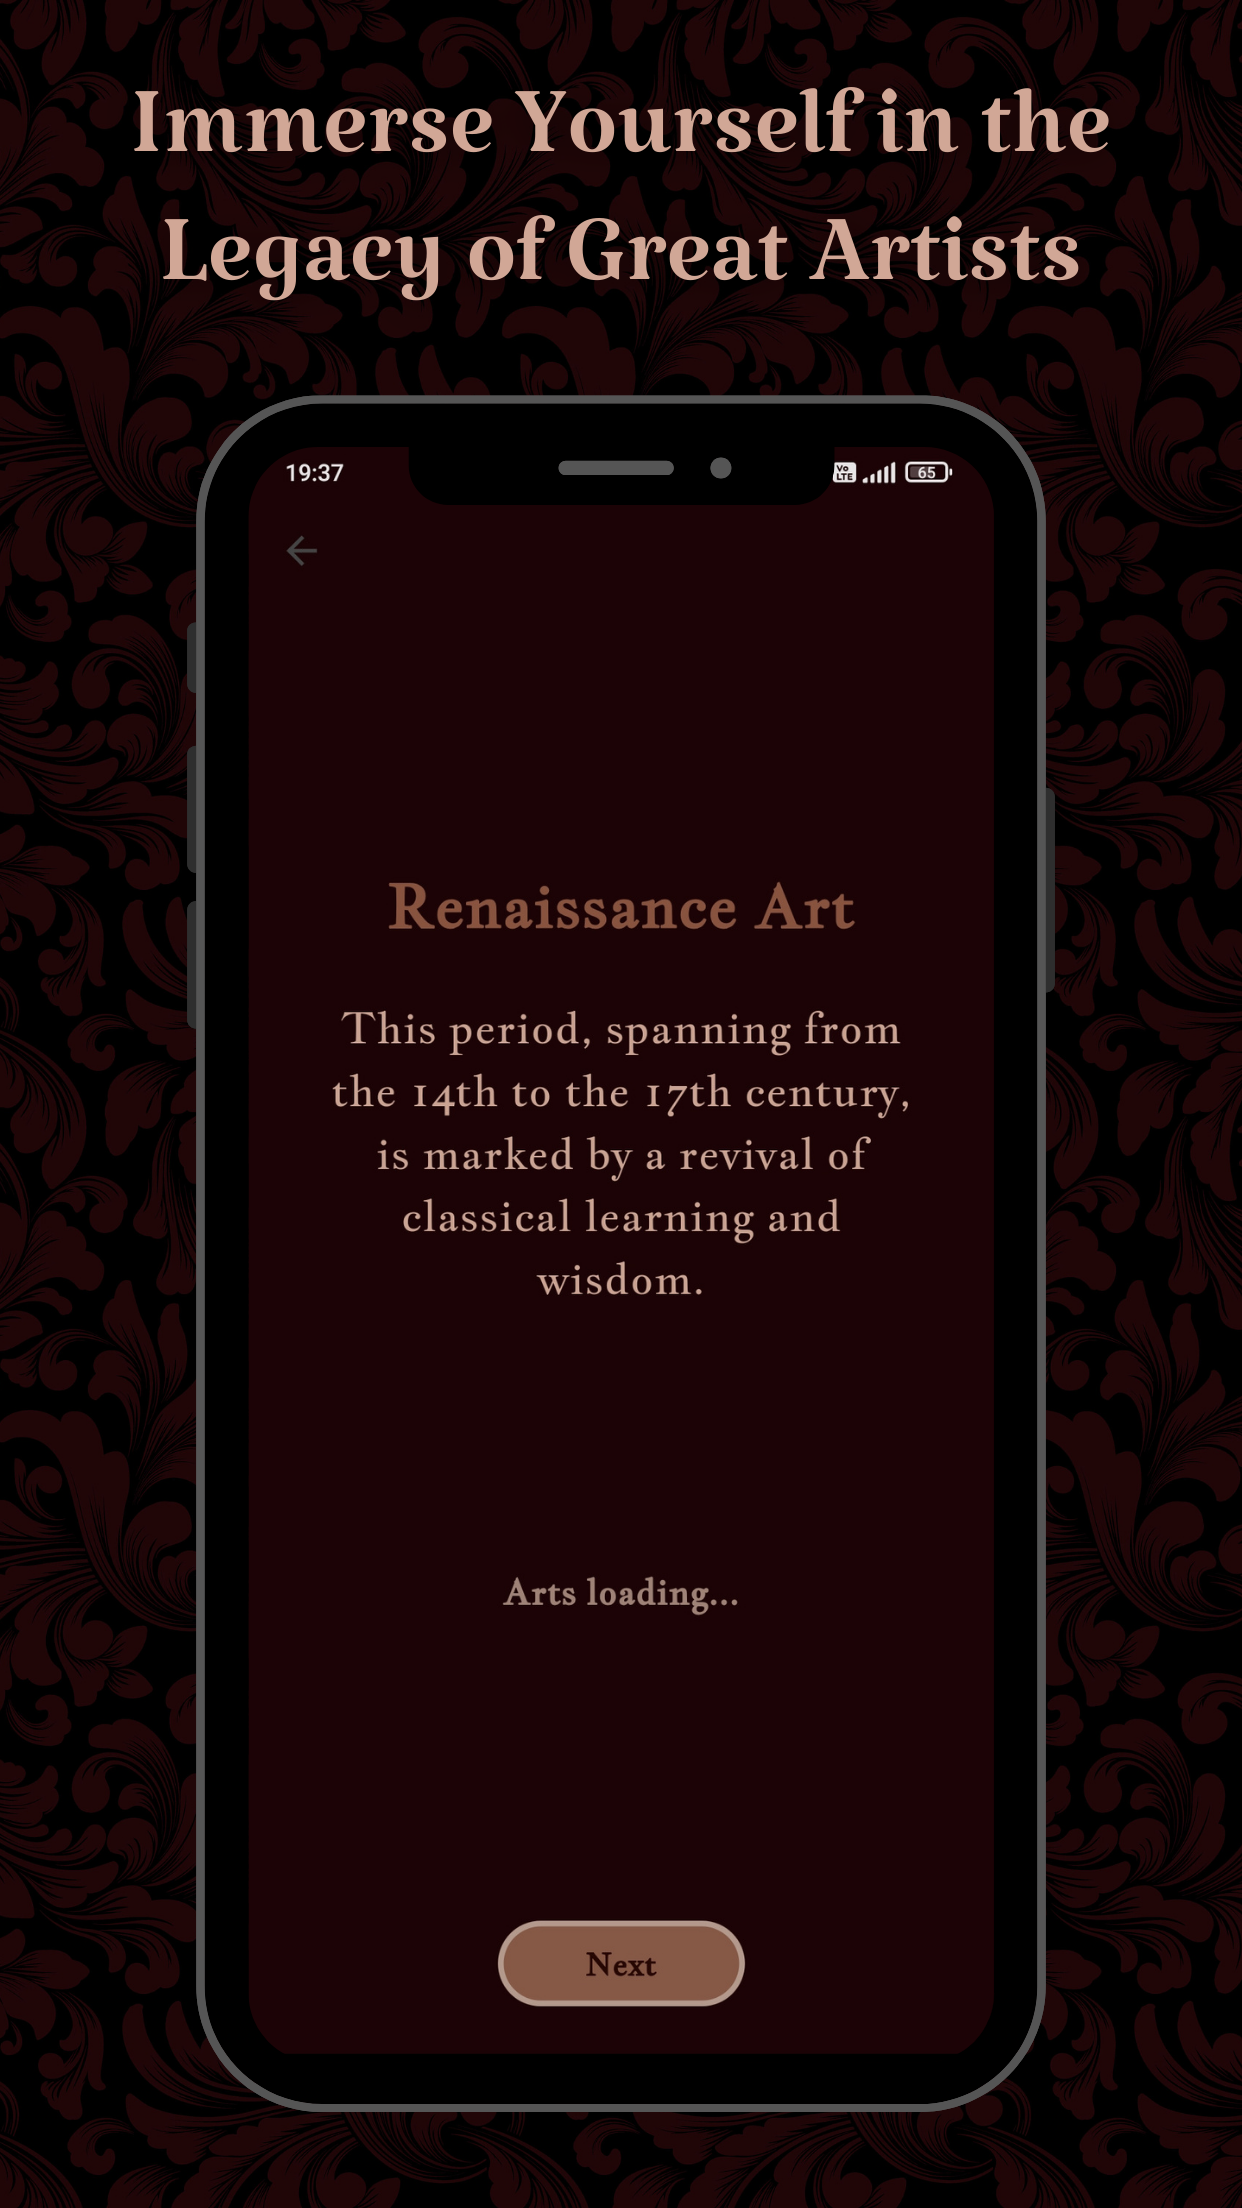 Immerse Yourself in the
Legacy of Great Artists
19:37
Vo
LTE
65
Renaissance Art
This period, spanning from
the 14th to the 17th century,
is marked by a revival of
classical learning and
wisdom.
Arts loading...
Next